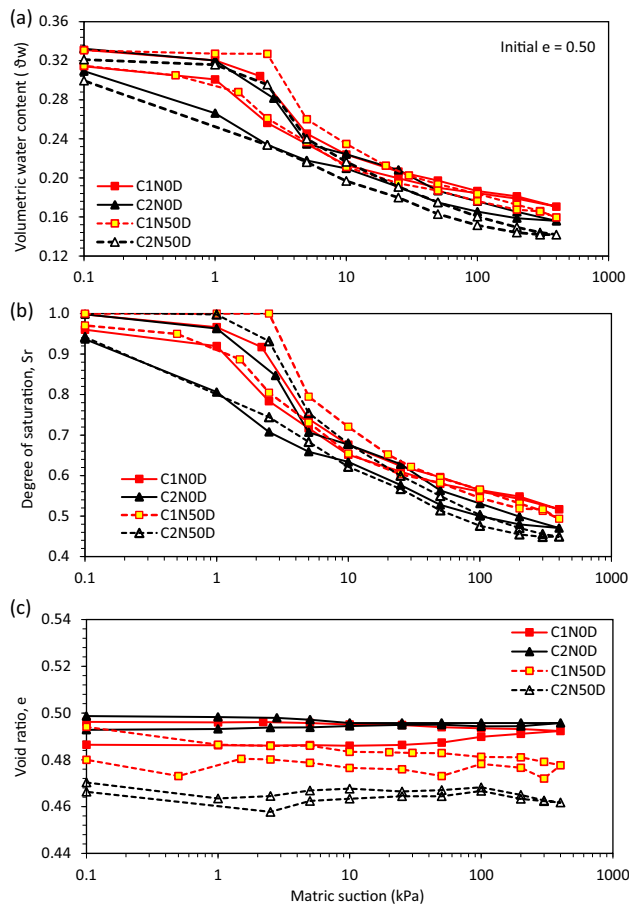 (a)
Volumetric water content ( ϑw)
0.36
0.32
0.28
0.24
0.20
0.16
0.12
Initial e = 0.50
C1N0D
C2N0D
C1N50D
C2N50D
0.1
1
10
100
1000
(b)
Degree of saturation, Sr
1.0
0.9
0.8
0.7
0.6
0.5
0.4
C1N0D
C2N0D
C1N50D
C2N50D
0.1
1
10
100
1000
(c)
Void ratio, e
0.54
0.52
0.50
0.48
0.46
0.44
C1N0D
C2N0D
C1N50D
C2N50D
0.1
1
10
100
1000
Matric suction (kPa)